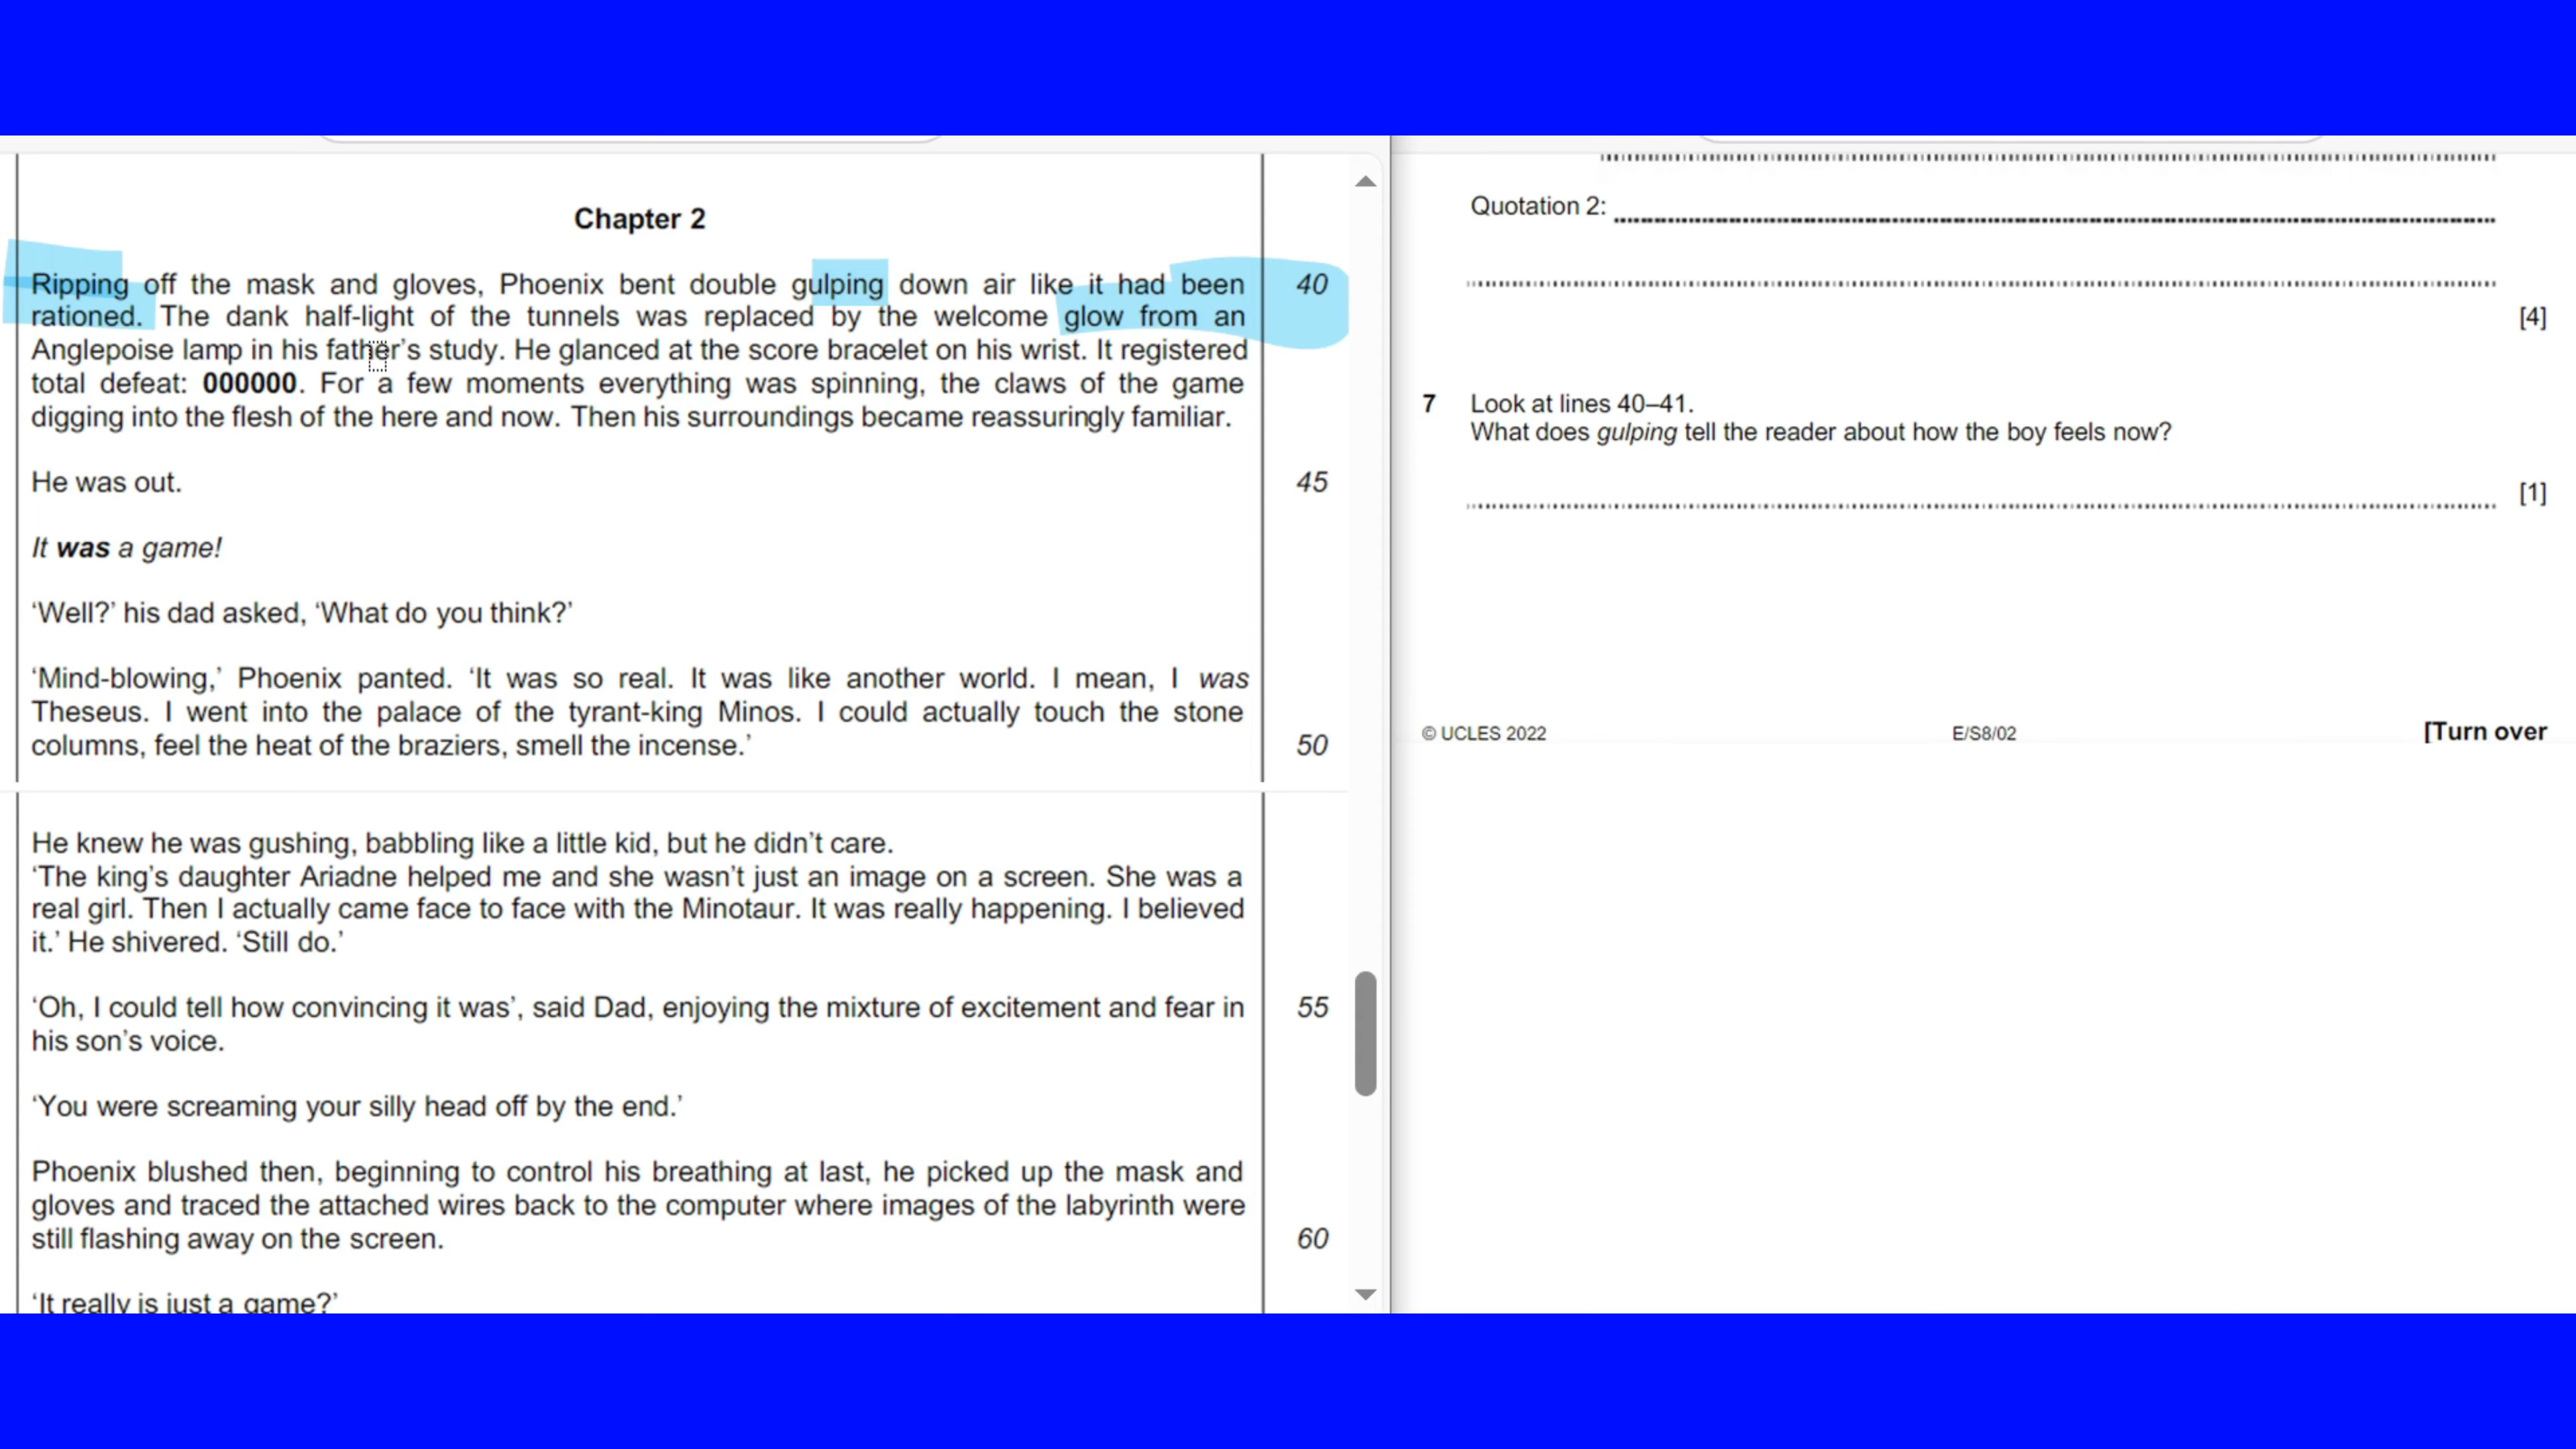 Chapter 2
Ripping off the mask and gloves, Phoenix bent double gulping down air like it had been 40
rationed. The dank half-light of the tunnels was replaced by the welcome glow from an
Anglepoise lamp in his father's study. He glanced at the score bracelet on his wrist. It registered
total defeat: 000000. For a few moments everything was spinning, the claws of the game
digging into the flesh of the here and now. Then his surroundings became reassuringly familiar.
He was out. 45
It was a game!
‘Well?’ his dad asked, ‘What do you think?’
‘Mind-blowing,’ Phoenix panted. ‘It was so real. It was like another world. I mean, I was
Theseus. I went into the palace of the tyrant-king Minos. I could actually touch the stone
columns, feel the heat of the braziers, smell the incense.’ 50
He knew he was gushing, babbling like a little kid, but he didn’t care.
‘The king’s daughter Ariadne helped me and she wasn’t just an image on a screen. She was a
real girl. Then I actually came face to face with the Minotaur. It was really happening. I believed
it.’ He shivered. ‘Still do.’
‘Oh, I could tell how convincing it was’, said Dad, enjoying the mixture of excitement and fear in 55
his son’s voice.
‘You were screaming your silly head off by the end.’
Phoenix blushed then, beginning to control his breathing at last, he picked up the mask and
gloves and traced the attached wires back to the computer where images of the labyrinth were
still flashing away on the screen. 60
‘It really is just a game?’
Quotation 2:
[4]
7 Look at lines 40–41.
What does gulping tell the reader about how the boy feels now?
[1]
© UCLES 2022 E/S8/02 [Turn over